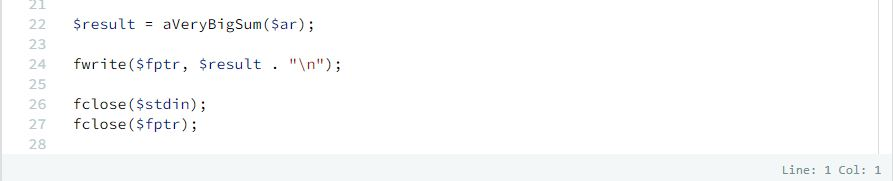 21
22 $result = aVeryBigSum($ar);
23
24 fwrite($fptr, $result . "\n");
25
26 fclose($stdin);
27 fclose($fptr);
28
Line: 1 Col: 1